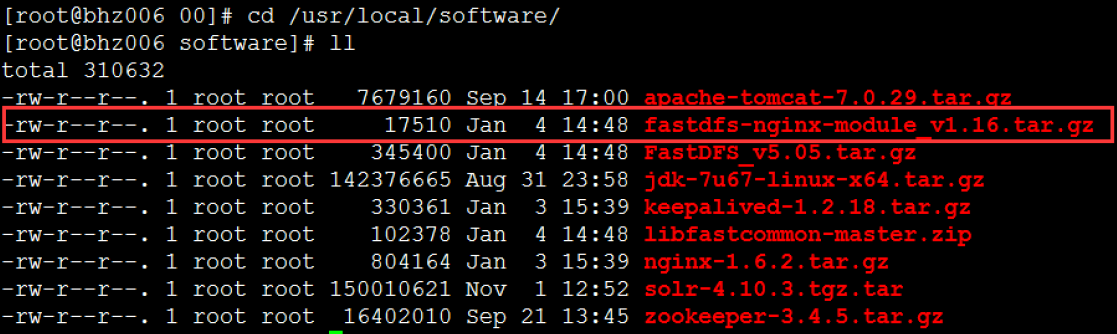 [root@bhz006 00]# cd /usr/local/software/
[root@bhz006 software]# ll
total 310632
-rw-r--r--. 1 root root   7679160 Sep 14 17:00 apache-tomcat-7.0.29.tar.gz
-rw-r--r--. 1 root root     17510 Jan  4 14:48 fastdfs-nginx-module_v1.16.tar.gz
-rw-r--r--. 1 root root    345400 Jan  4 14:48 FastDFS_v5.05.tar.gz
-rw-r--r--. 1 root root 142376665 Aug 31 23:58 jdk-7u67-linux-x64.tar.gz
-rw-r--r--. 1 root root    330361 Jan  3 15:39 keepalived-1.2.18.tar.gz
-rw-r--r--. 1 root root    102378 Jan  4 14:48 libfastcommon-master.zip
-rw-r--r--. 1 root root    804164 Jan  3 15:39 nginx-1.6.2.tar.gz
-rw-r--r--. 1 root root 150010621 Nov  1 12:52 solr-4.10.3.tgz.tar
-rw-r--r--. 1 root root  16402010 Sep 21 13:45 zookeeper-3.4.5.tar.gz